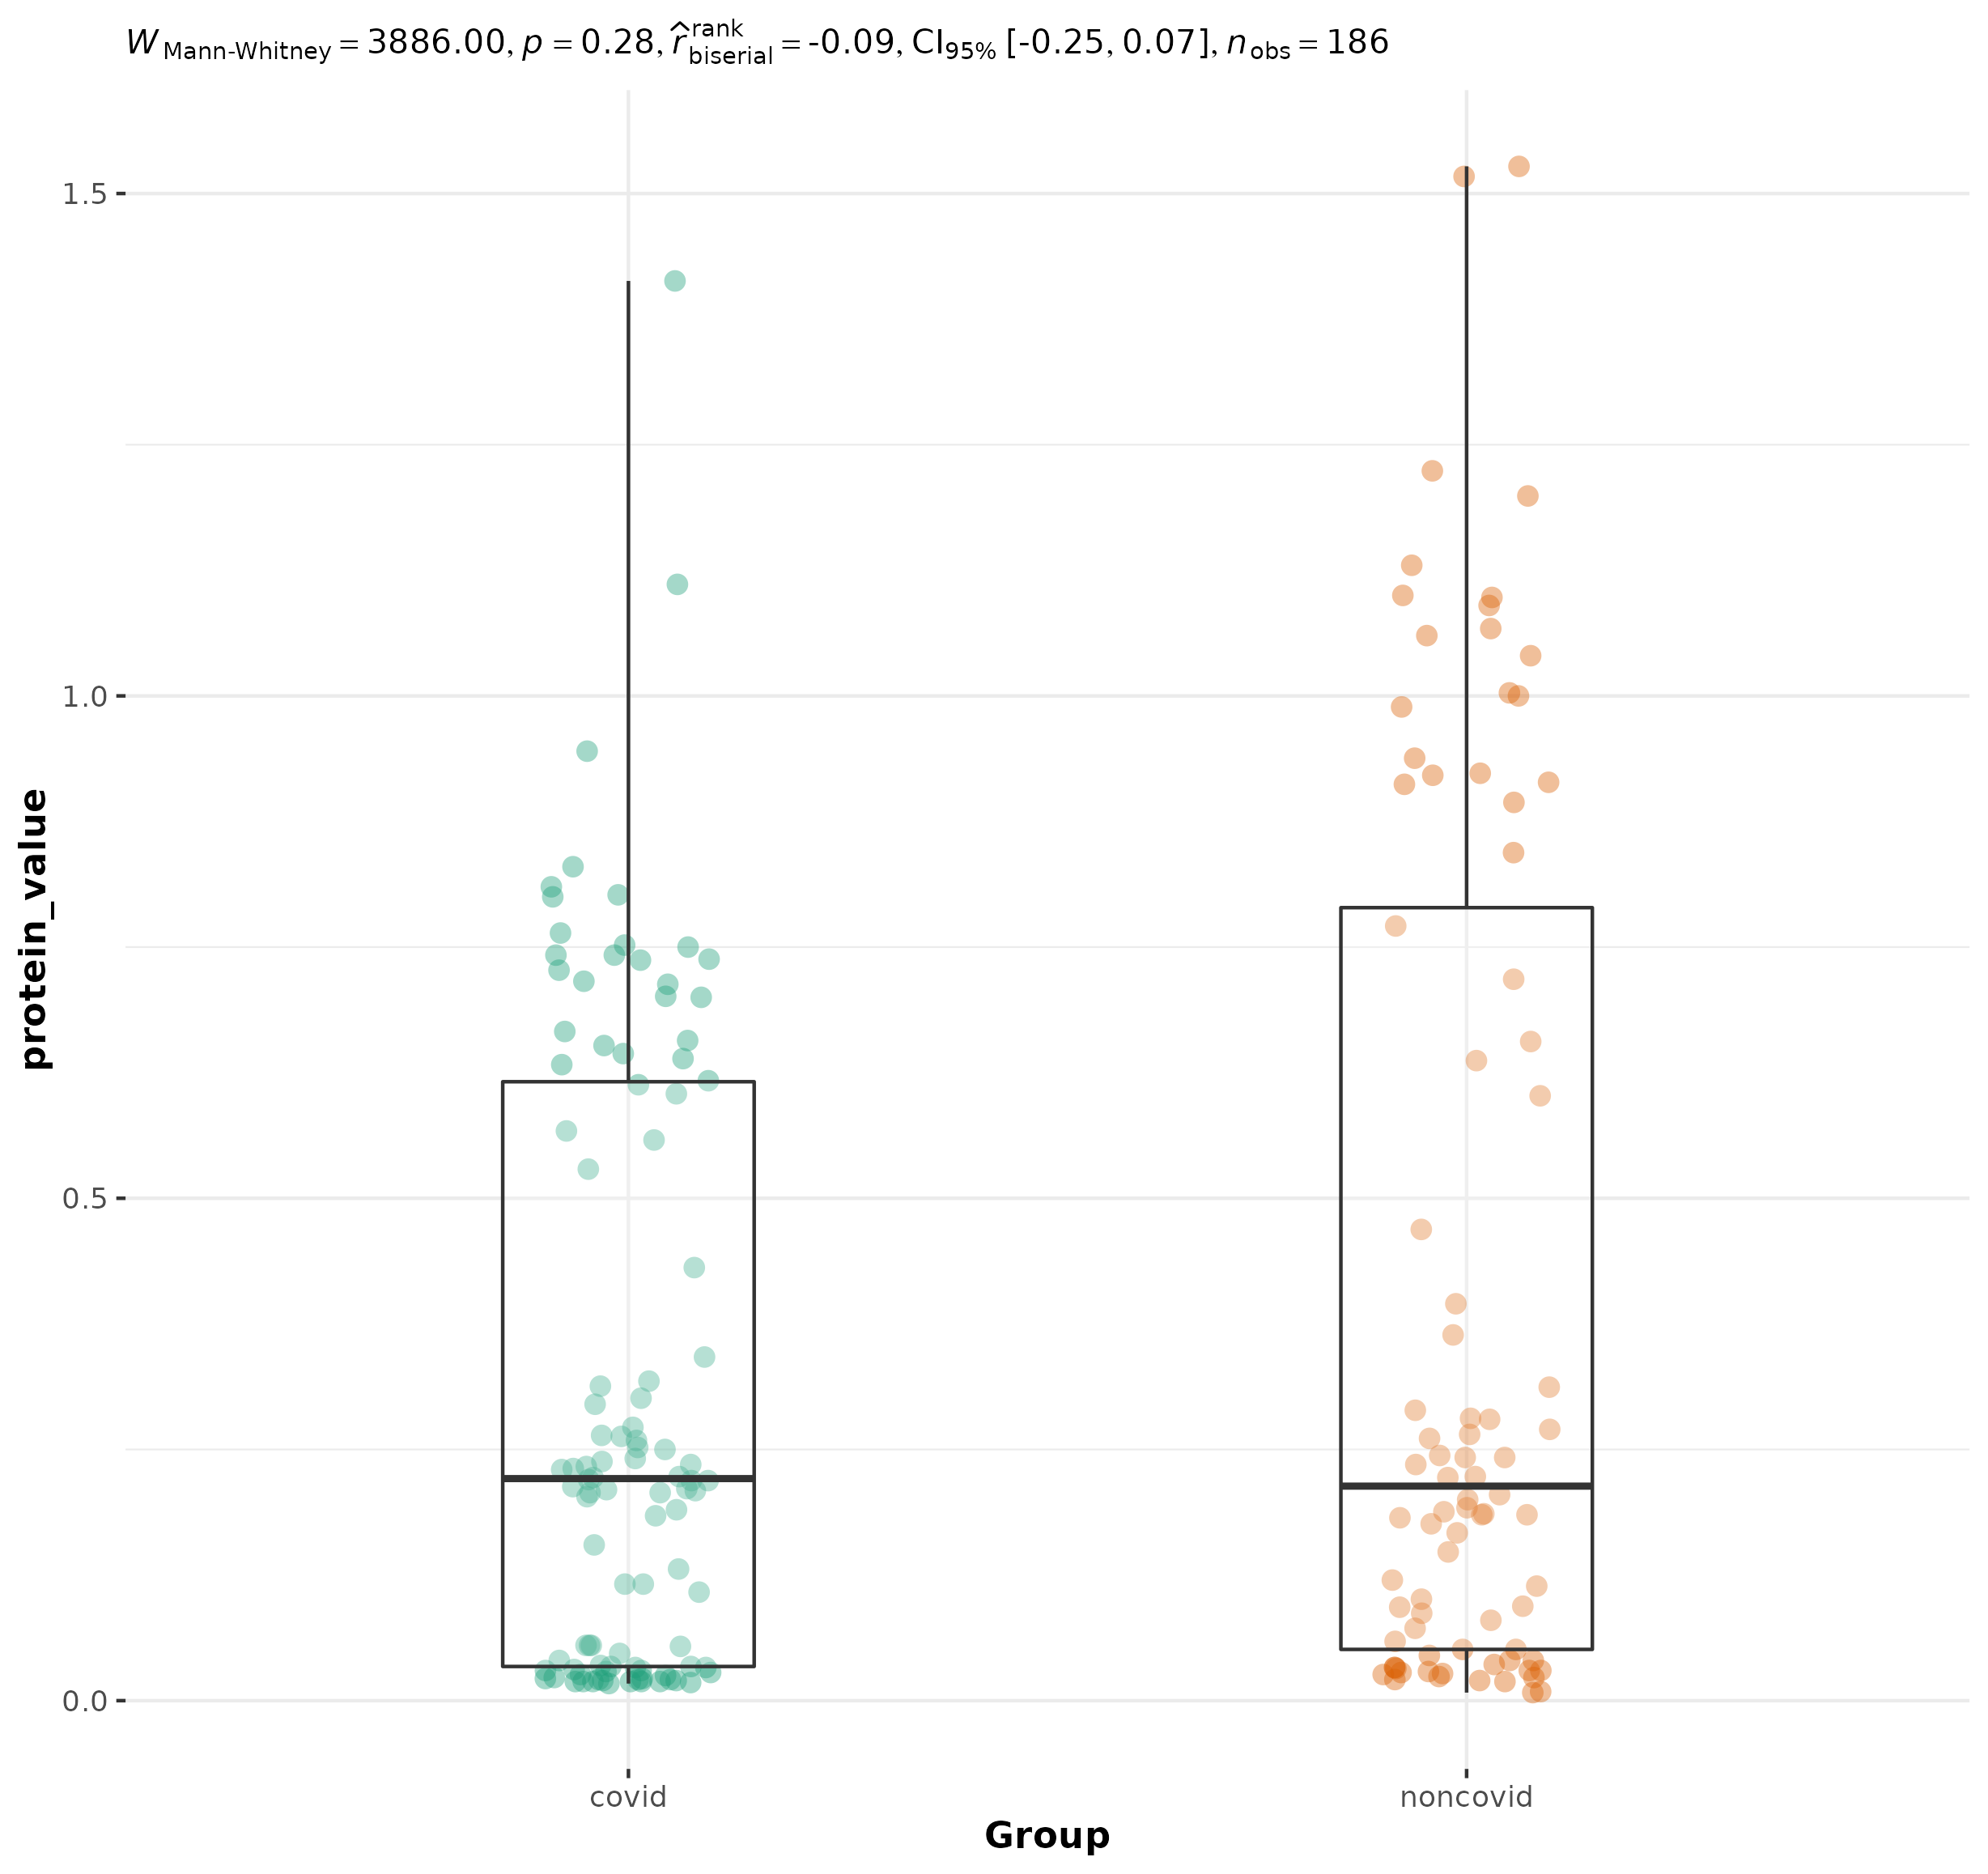 W Mann-Whitney = 3886.00, p = 0.28, r̂ rank biserial = -0.09, CI95% [-0.25, 0.07], nobs = 186
1.5
1.0
0.5
0.0
protein_value
covid noncovid
Group